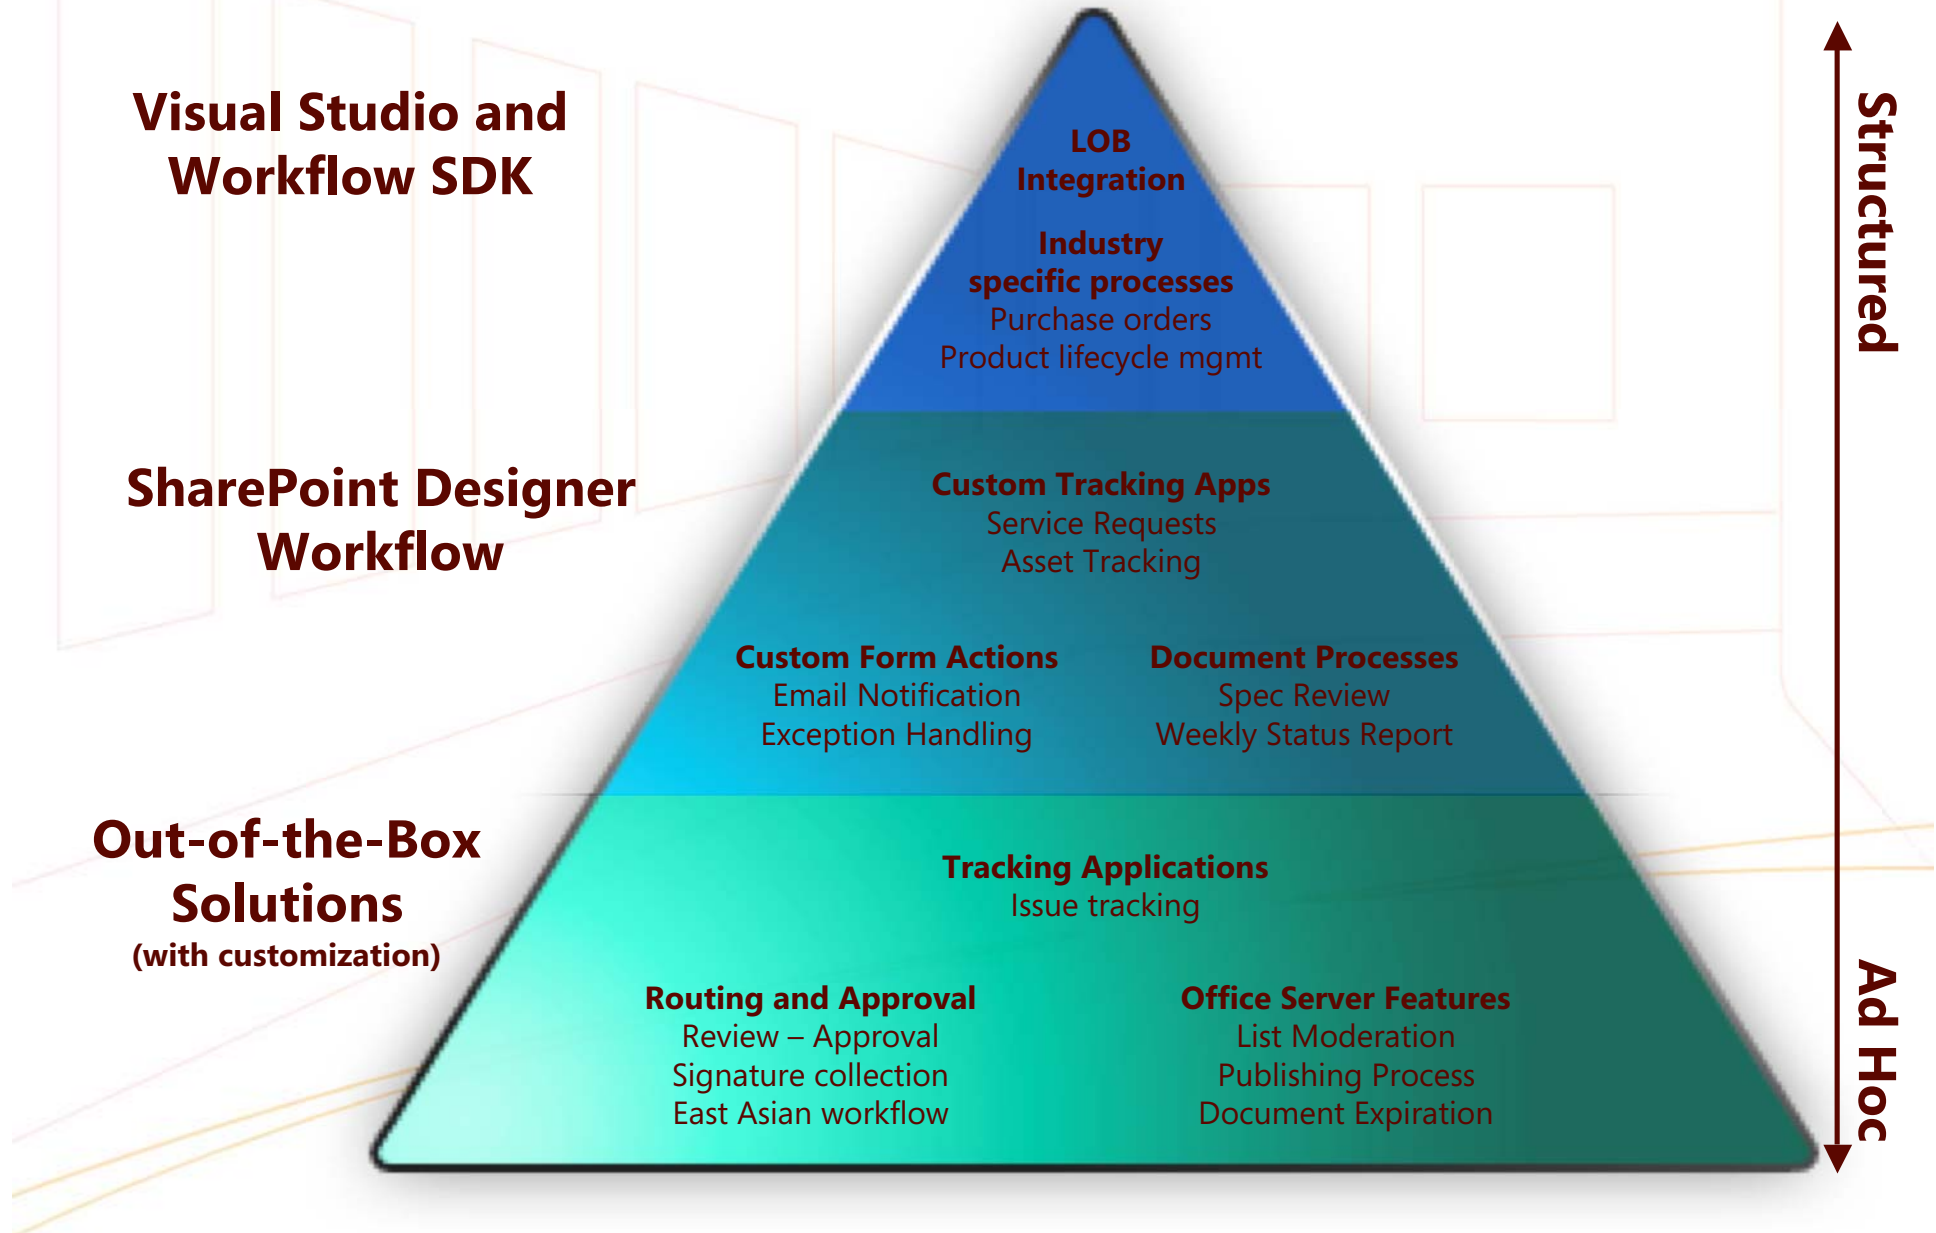 Visual Studio and
Workflow SDK
LOB
Integration
Industry
specific processes
Purchase orders
Product lifecycle mgmt
Structured
SharePoint Designer
Workflow
Custom Tracking Apps
Service Requests
Asset Tracking
Custom Form Actions
Email Notification
Exception Handling
Document Processes
Spec Review
Weekly Status Report
Out-of-the-Box
Solutions
(with customization)
Tracking Applications
Issue tracking
Routing and Approval
Review – Approval
Signature collection
East Asian workflow
Office Server Features
List Moderation
Publishing Process
Document Expiration
Ad Hoc